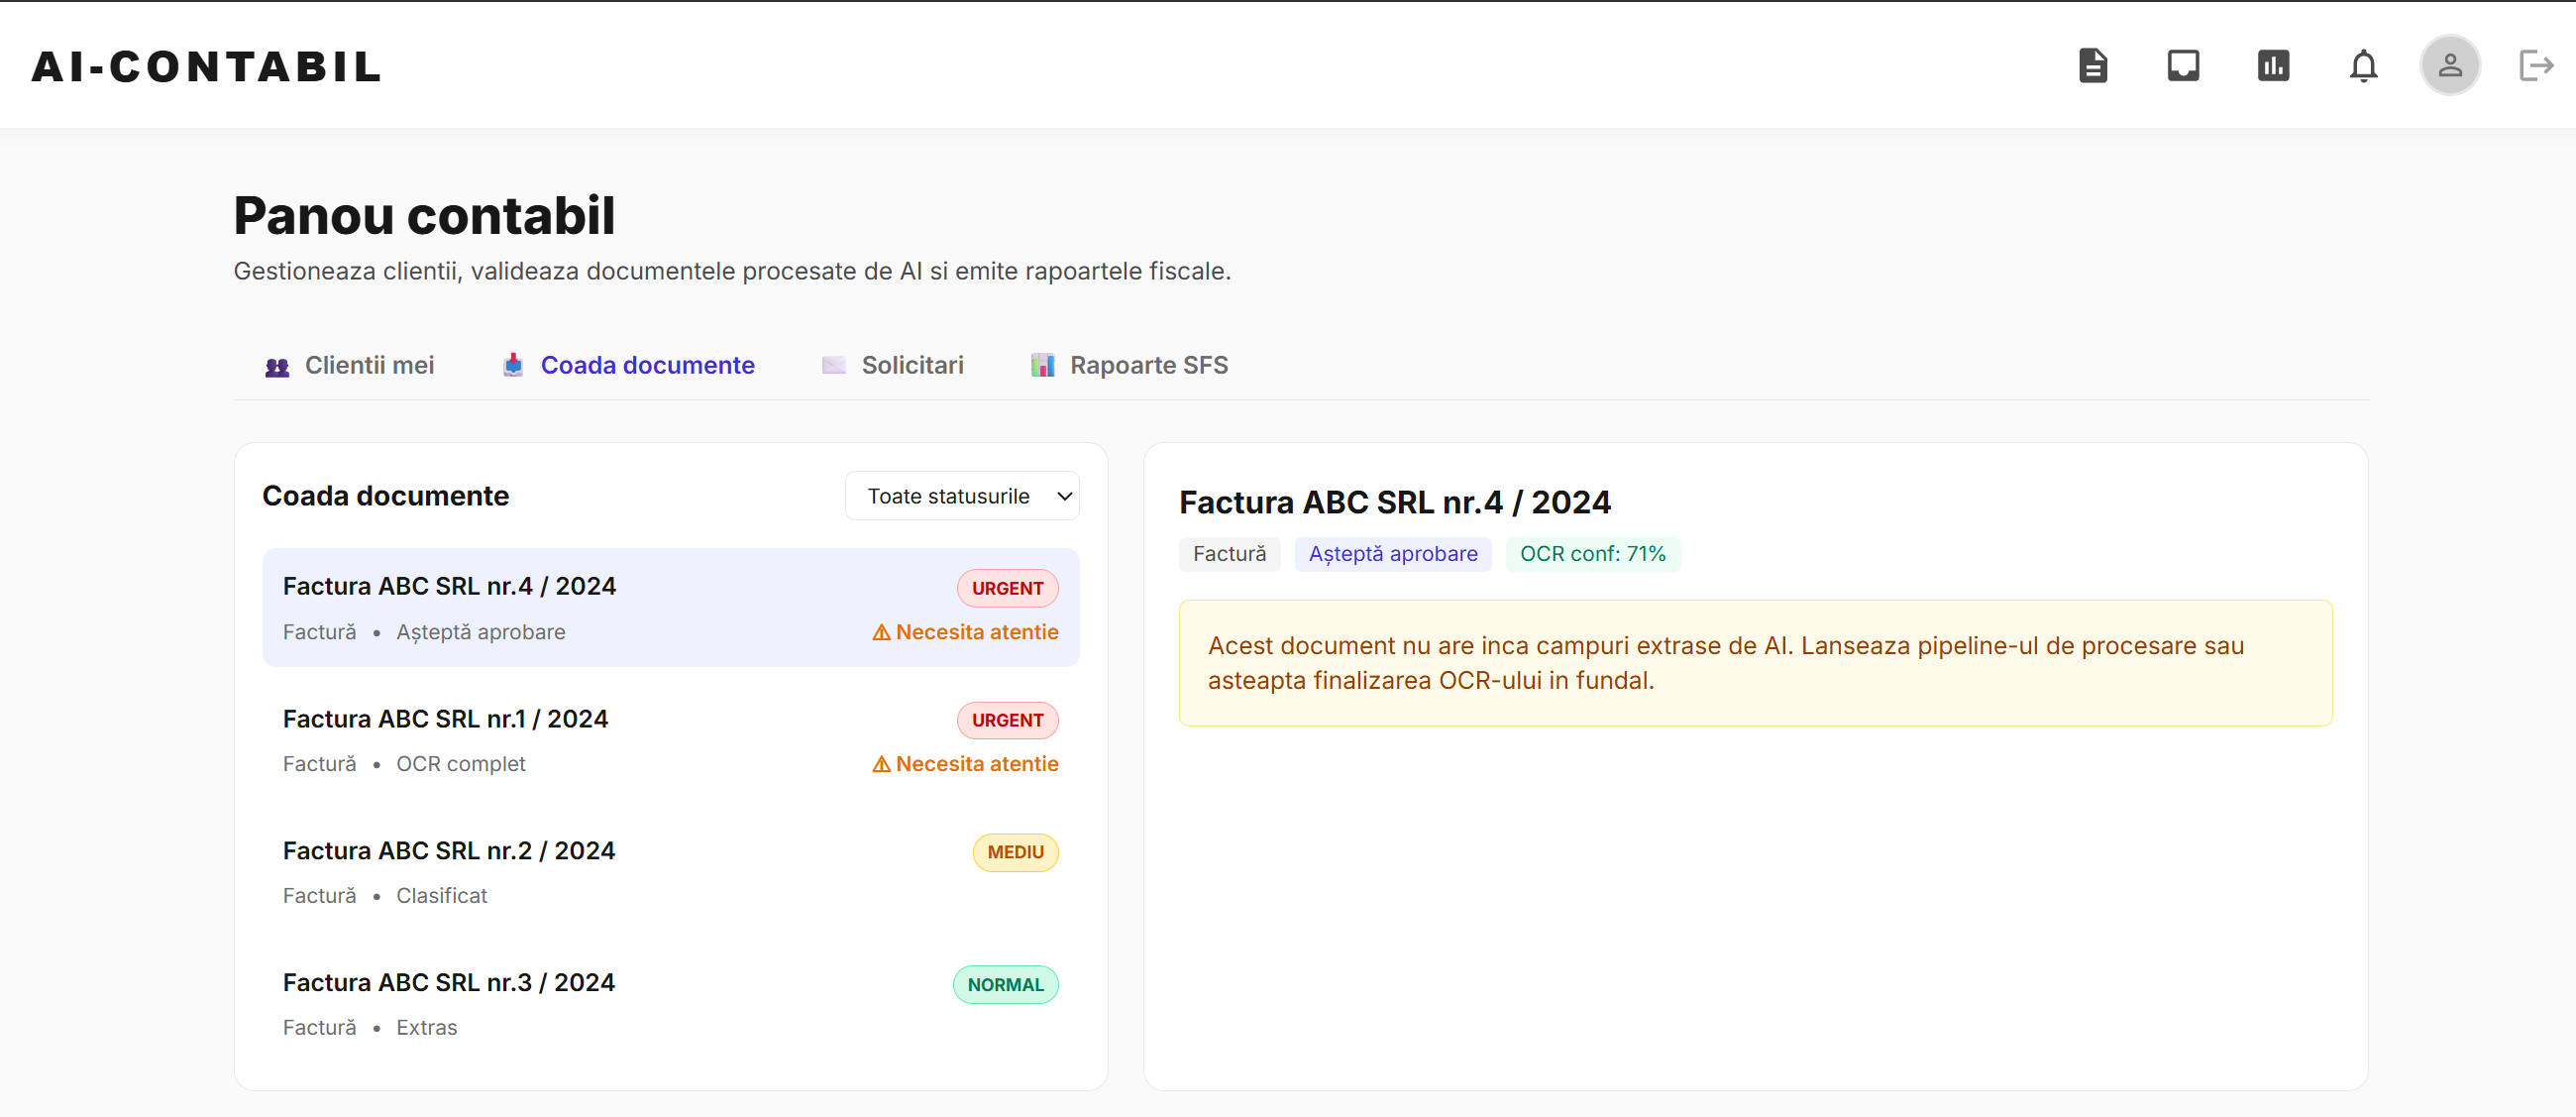 AI-CONTABIL
Panou contabil
Gestioneaza clientii, valideaza documentele procesate de AI si emite rapoartele fiscale.
Clientii mei
Coada documente
Solicitari
Rapoarte SFS
Coada documente
Toate statusurile
Factura ABC SRL nr.4 / 2024
URGENT
Factură • Așteptă aprobare
⚠ Necesita atentie
Factura ABC SRL nr.1 / 2024
URGENT
Factură • OCR complet
⚠ Necesita atentie
Factura ABC SRL nr.2 / 2024
MEDIU
Factură • Clasificat
Factura ABC SRL nr.3 / 2024
NORMAL
Factură • Extras
Factura ABC SRL nr.4 / 2024
Factură
Așteptă aprobare
OCR conf: 71%
Acest document nu are inca campuri extrase de AI. Lanseaza pipeline-ul de procesare sau
asteapta finalizarea OCR-ului in fundal.